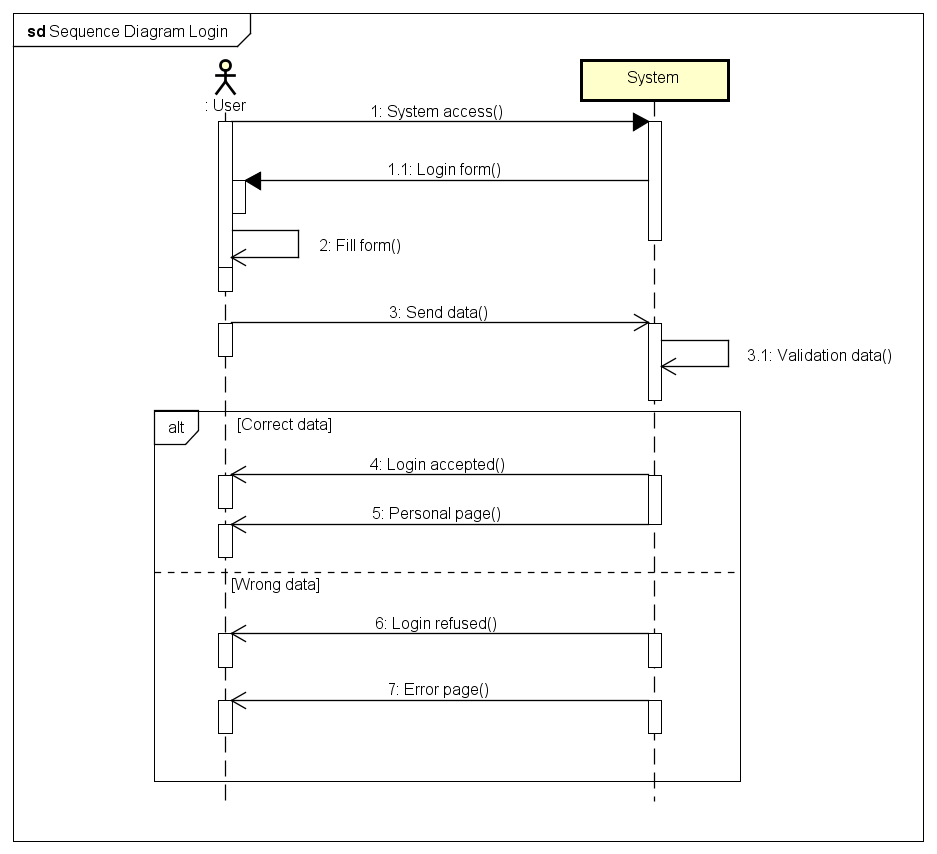 sd Sequence Diagram Login
System
: User
1: System access()
1.1: Login form()
2: Fill form()
3: Send data()
3.1: Validation data()
alt
[Correct data]
4: Login accepted()
5: Personal page()
[Wrong data]
6: Login refused()
7: Error page()